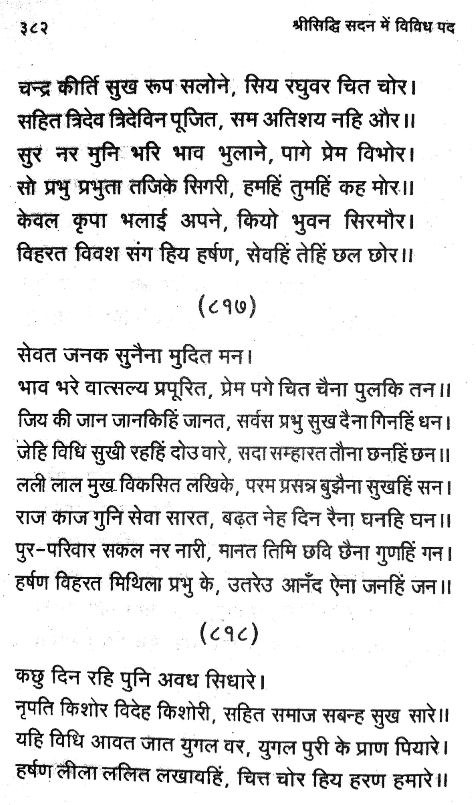 ३८२ श्रीसिद्धि सदन में विविध पद
चन्द्र कीर्ति सुख रूप सलोने, सिय रघुवर चित चोर।
सहित त्रिदेव त्रिदेविन पूजित, सम अतिशय नहि और॥
सुर नर मुनि भरि भाव भुलाने, पागे प्रेम विभोर।
सो प्रभु प्रभुता तजिके सिगरी, हमहिं तुमहिं कह मोर॥
केवल कृपा भलाई अपने, कियो भुवन सिरमौर।
विहरत विवश संग हिय हर्षण, सेवहिं तेहिं छल छोर॥
(८१७)
सेवत जनक सुनैना मुदित मन।
भाव भरे वात्सल्य प्रपूरित, प्रेम पगे चित चैना पुलकि तन॥
जिय की जान जानकिहिं जानत, सर्वस प्रभु सुख दैना गिनहिं धन।
जेहि विधि सुखी रहहिं दोउ वारे, सदा सम्हारत तौना छनहिं छन॥
लली लाल मुख विकसित लखिके, परम प्रसन्न बुझैना सुखहिं सन।
राज काज गुनि सेवा सारत, बढ़त नेह दिन रैना घनहि घन॥
पुर-परिवार सकल नर नारी, मानत तिमि छवि छैना गुणहिं गन।
हर्षण विहरत मिथिला प्रभु के, उतरेउ आनँद ऐना जनहिं जन॥
(८१८)
कछु दिन रहि पुनि अवध सिधारे।
नृपति किशोर विदेह किशोरी, सहित समाज सबन्ह सुख सारे॥
यहि विधि आवत जात युगल वर, युगल पुरी के प्राण पियारे।
हर्षण लीला ललित लखावहिं, चित्त चोर हिय हरण हमारे॥